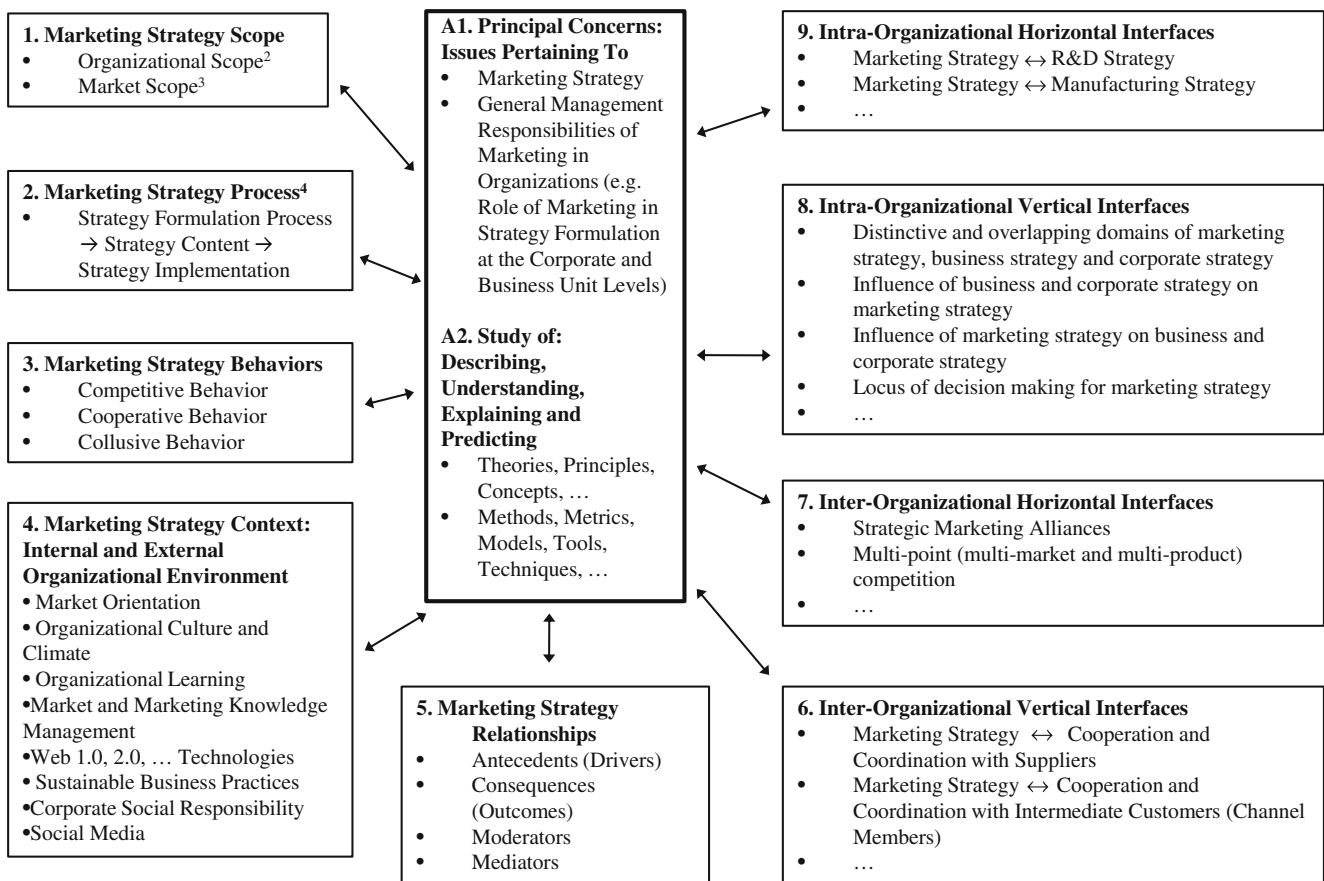 1. Marketing Strategy Scope
• Organizational Scope²
• Market Scope³
2. Marketing Strategy Process⁴
• Strategy Formulation Process
→ Strategy Content →
Strategy Implementation
3. Marketing Strategy Behaviors
• Competitive Behavior
• Cooperative Behavior
• Collusive Behavior
4. Marketing Strategy Context:
Internal and External
Organizational Environment
• Market Orientation
• Organizational Culture and
Climate
• Organizational Learning
•Market and Marketing Knowledge
Management
•Web 1.0, 2.0, … Technologies
• Sustainable Business Practices
•Corporate Social Responsibility
•Social Media
A1. Principal Concerns:
Issues Pertaining To
• Marketing Strategy
• General Management
Responsibilities of
Marketing in
Organizations (e.g.
Role of Marketing in
Strategy Formulation
at the Corporate and
Business Unit Levels)
A2. Study of:
Describing,
Understanding,
Explaining and
Predicting
• Theories, Principles,
Concepts, …
• Methods, Metrics,
Models, Tools,
Techniques, …
5. Marketing Strategy
Relationships
• Antecedents (Drivers)
• Consequences
(Outcomes)
• Moderators
• Mediators
9. Intra-Organizational Horizontal Interfaces
• Marketing Strategy ↔ R&D Strategy
• Marketing Strategy ↔ Manufacturing Strategy
• …
8. Intra-Organizational Vertical Interfaces
• Distinctive and overlapping domains of marketing
strategy, business strategy and corporate strategy
• Influence of business and corporate strategy on
marketing strategy
• Influence of marketing strategy on business and
corporate strategy
• Locus of decision making for marketing strategy
• …
7. Inter-Organizational Horizontal Interfaces
• Strategic Marketing Alliances
• Multi-point (multi-market and multi-product)
competition
• …
6. Inter-Organizational Vertical Interfaces
• Marketing Strategy ↔ Cooperation and
Coordination with Suppliers
• Marketing Strategy ↔ Cooperation and
Coordination with Intermediate Customers (Channel
Members)
• …